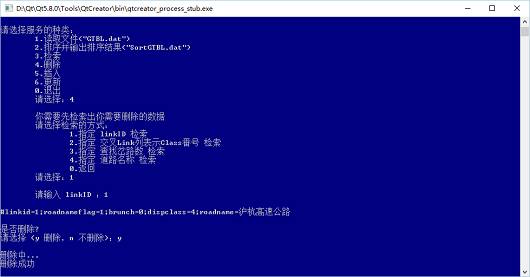 D:\Qt\Qt5.8.0\Tools\QtCreator\bin\qtcreator_process_stub.exe
请选择服务的种类:
1.读取文件("GTBL.dat")
2.排序并输出排序结果("SortGTBL.dat")
3.检索
4.删除
5.插入
6.更新
0.退出
请选择: 4
你需要先检索出你需要删除的数据
请选择检索的方式:
1.指定 linkID 检索
2.指定 交叉Link列表示Class番号 检索
3.指定 查找岔路数 检索
4.指定 道路名称 检索
0.返回
请选择: 1
请输入 linkID : 1
#linkid=1;roadnameflag=1;brunch=0;dispclass=4;roadname=沪杭高速公路
是否删除?
请选择 (y 删除, n 不删除): y
删除中...
删除成功